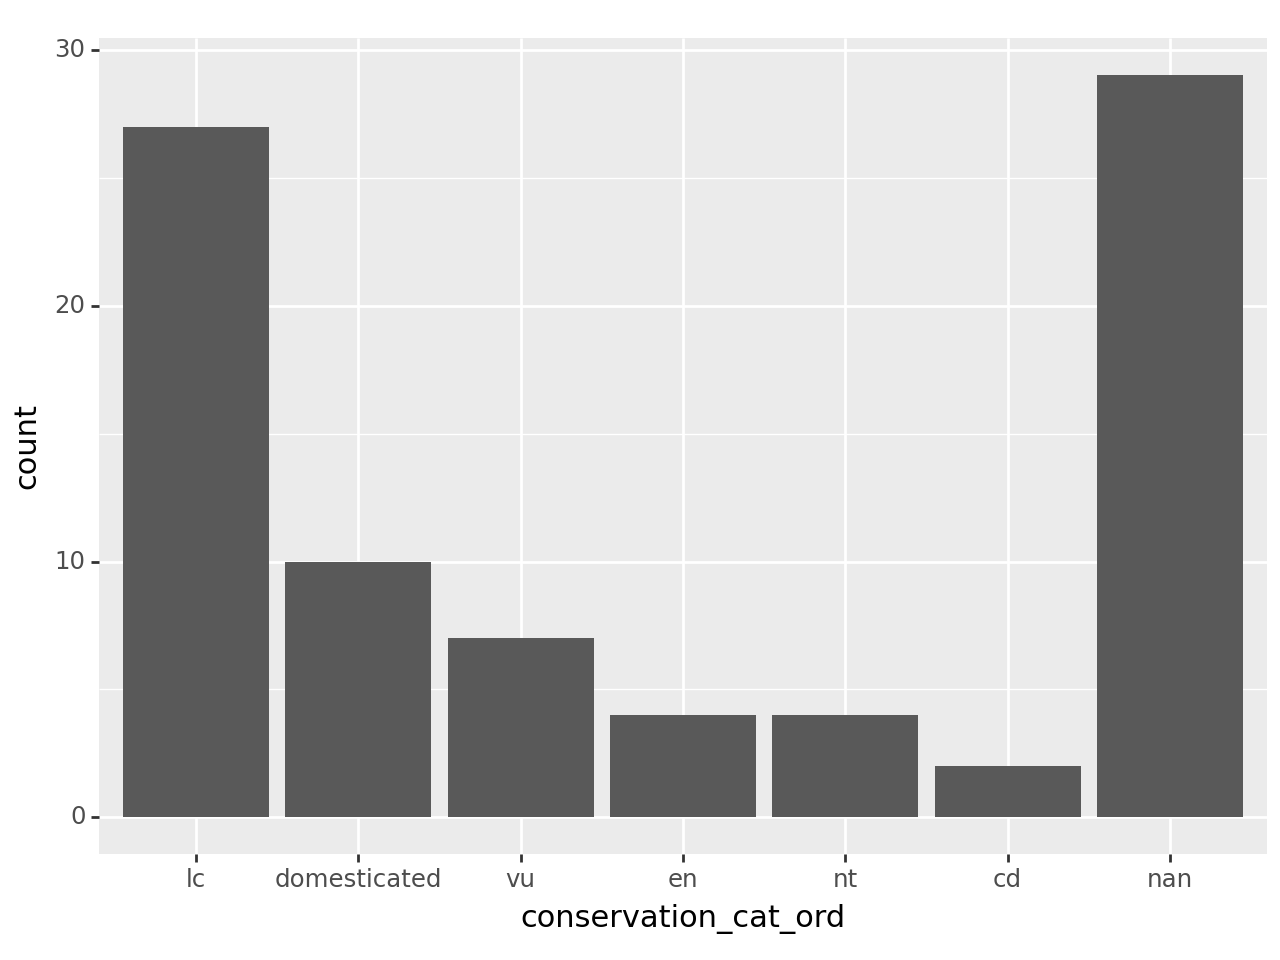 30
20
10
0
count
lc domesticated vu en nt cd nan
conservation_cat_ord